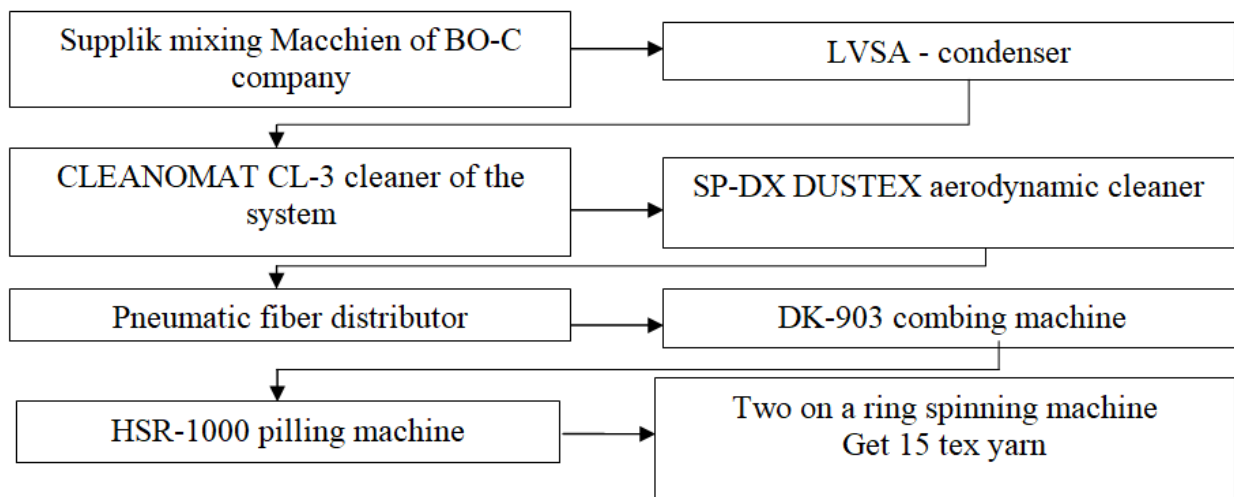 Supplik mixing Macchien of BO-C
company
LVSA - condenser
CLEANOMAT CL-3 cleaner of the
system
SP-DX DUSTEX aerodynamic cleaner
Pneumatic fiber distributor
DK-903 combing machine
HSR-1000 pilling machine
Two on a ring spinning machine
Get 15 tex yarn